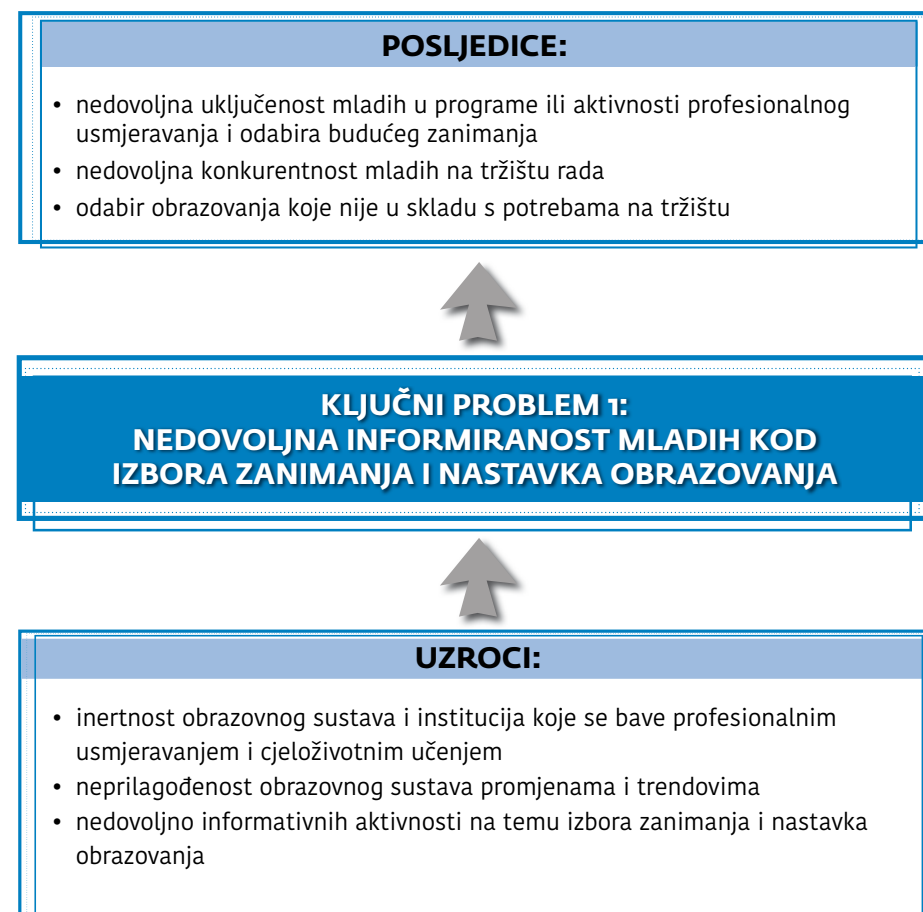 POSLJEDICE:
• nedovoljna uključenost mladih u programe ili aktivnosti profesionalnog
usmjeravanja i odabira budućeg zanimanja
• nedovoljna konkurentnost mladih na tržištu rada
• odabir obrazovanja koje nije u skladu s potrebama na tržištu
KLJUČNI PROBLEM 1:
NEDOVOLJNA INFORMIRANOST MLADIH KOD
IZBORA ZANIMANJA I NASTAVKA OBRAZOVANJA
UZROCI:
• inertnost obrazovnog sustava i institucija koje se bave profesionalnim
usmjeravanjem i cjeloživotnim učenjem
• neprilagođenost obrazovnog sustava promjenama i trendovima
• nedovoljno informativnih aktivnosti na temu izbora zanimanja i nastavka
obrazovanja